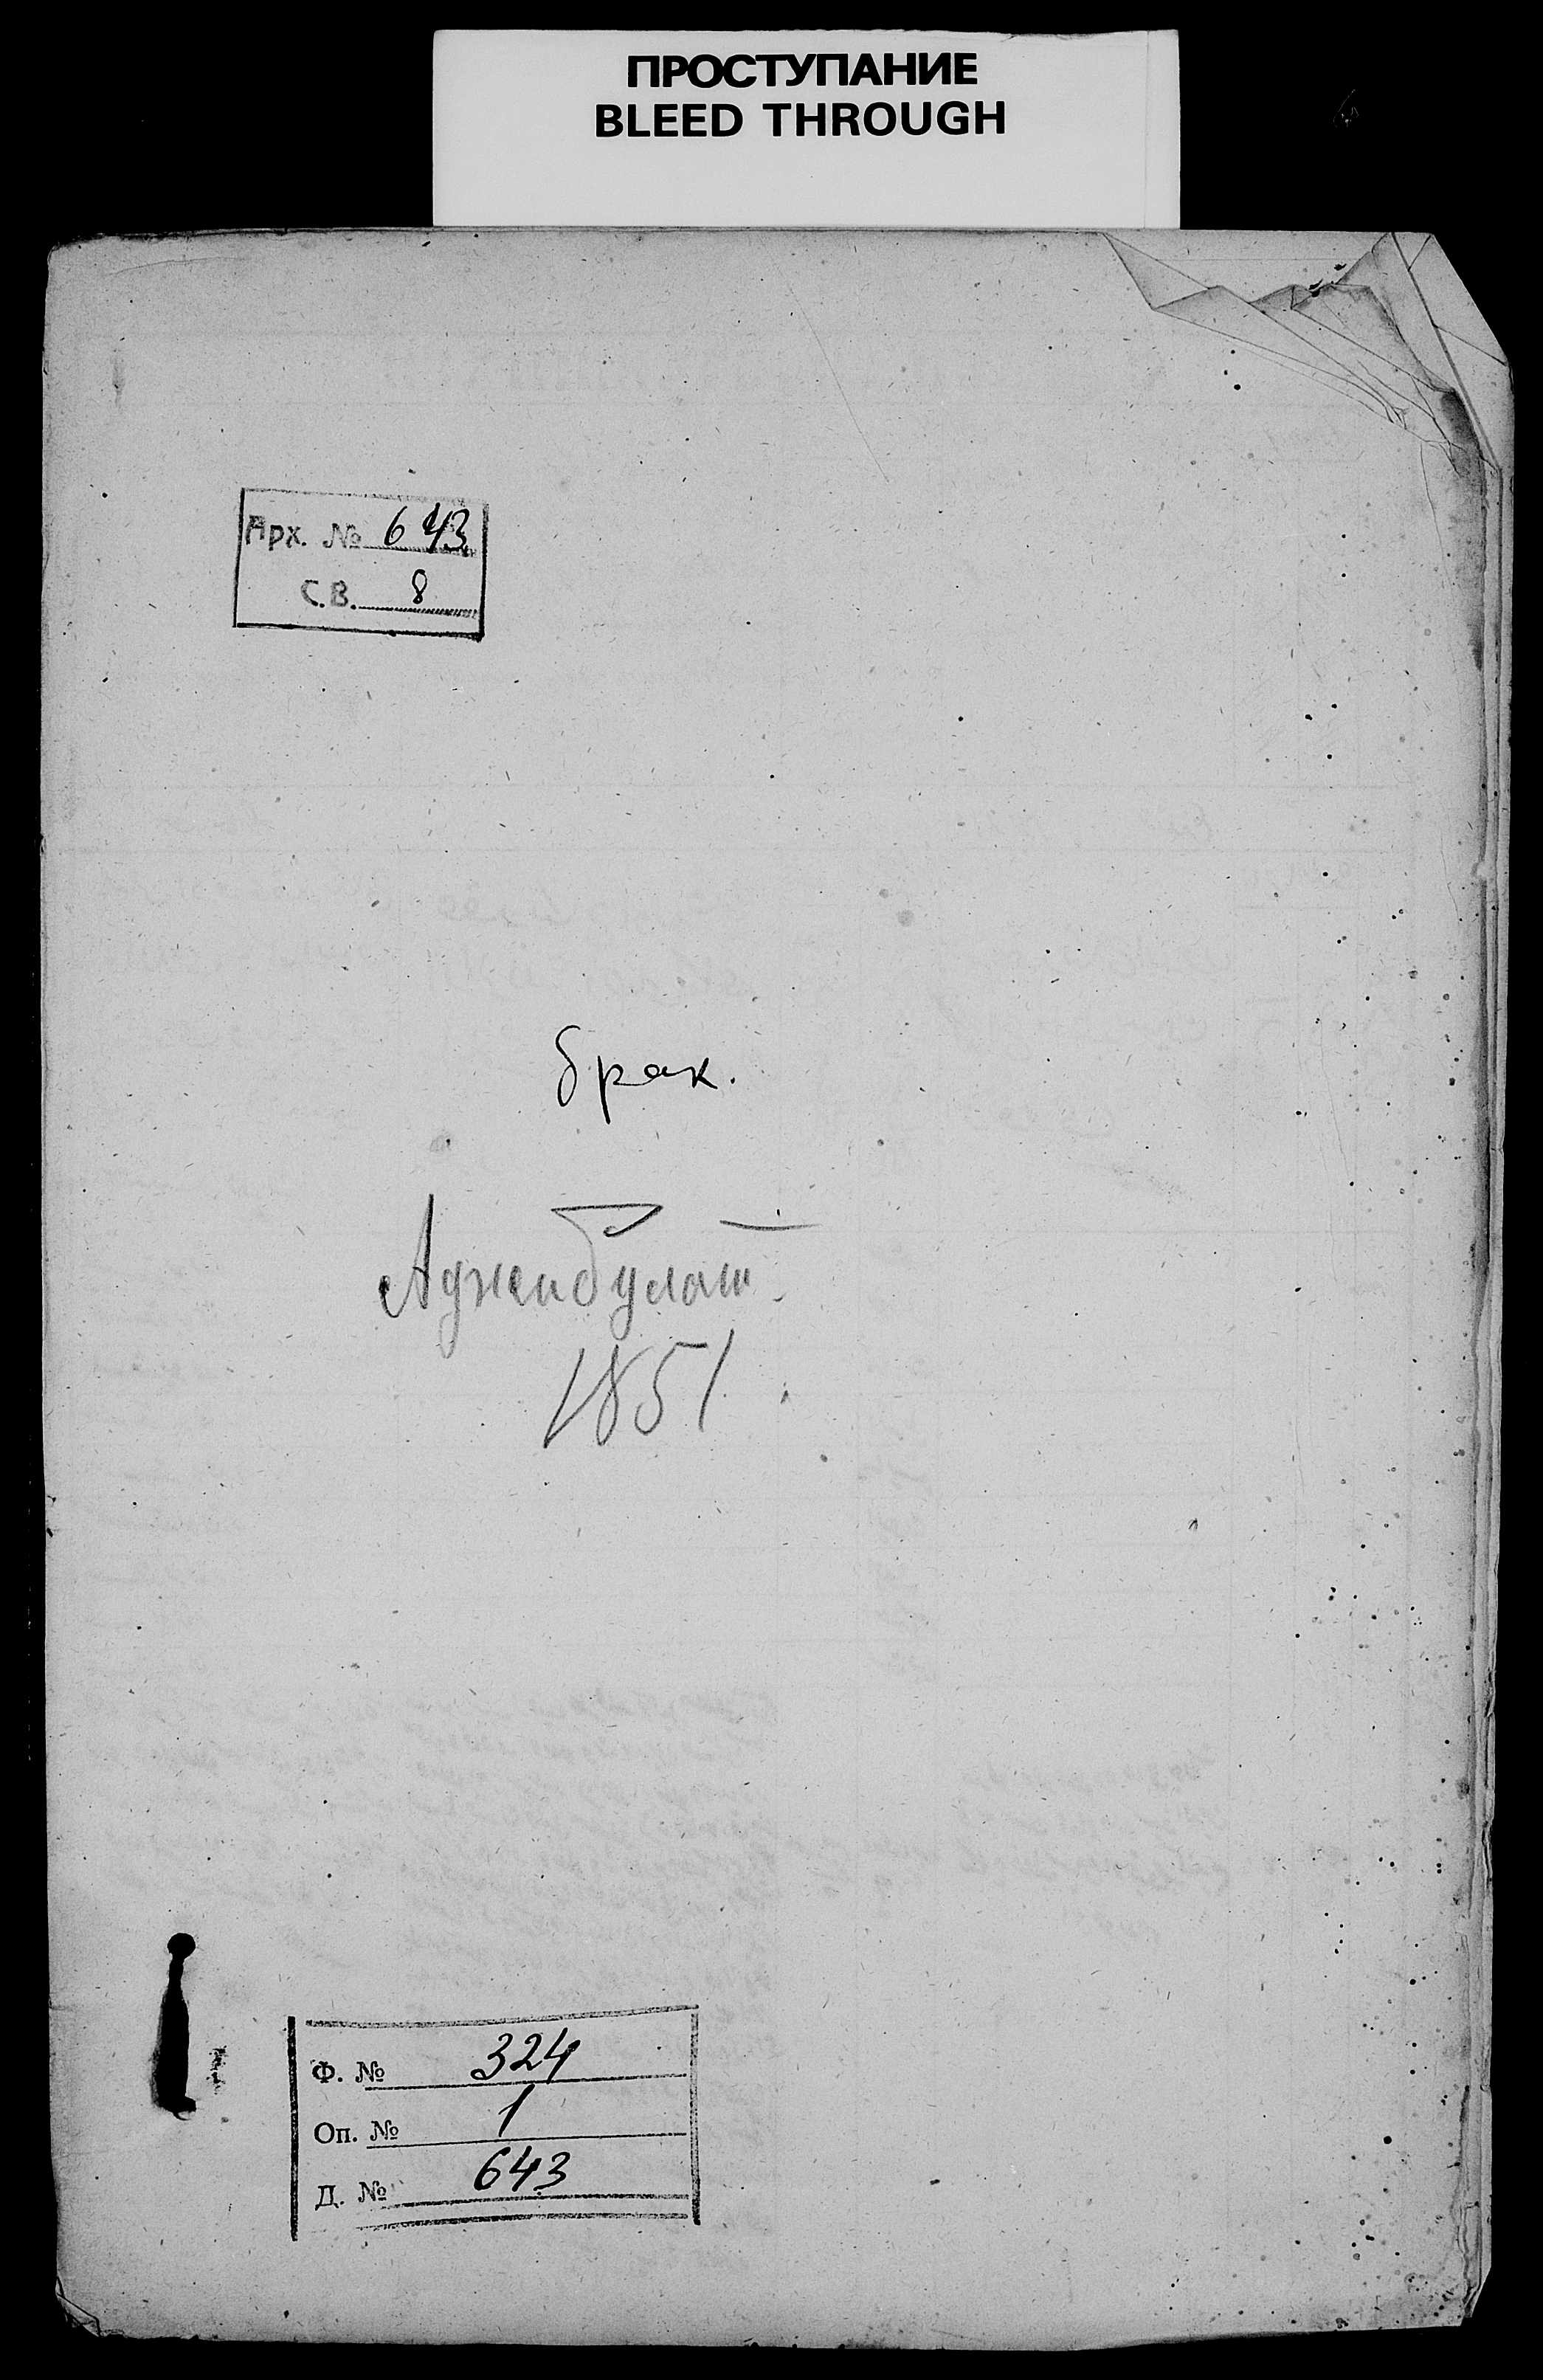 ПРОСТУПАНИЕ
BLEED THROUGH
Арх. № 643
С.В. 8
брак.
Аджибулат
1851
Ф. № 324
Оп. № 1
Д. № 643